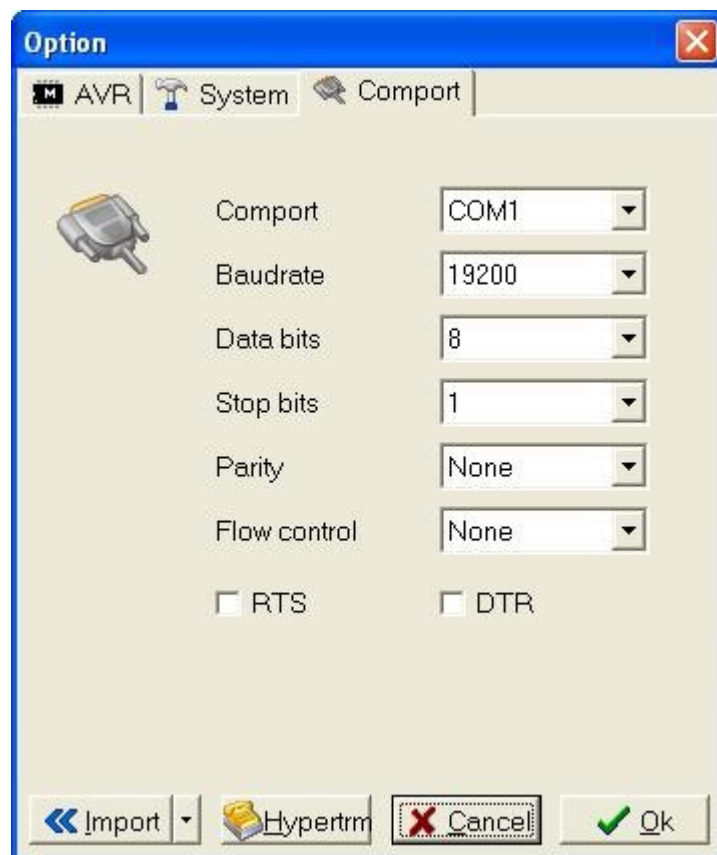 Option
AVR System Comport
Comport COM1
Baudrate 19200
Data bits 8
Stop bits 1
Parity None
Flow control None
RTS DTR
Import Hypertrm Cancel Ok